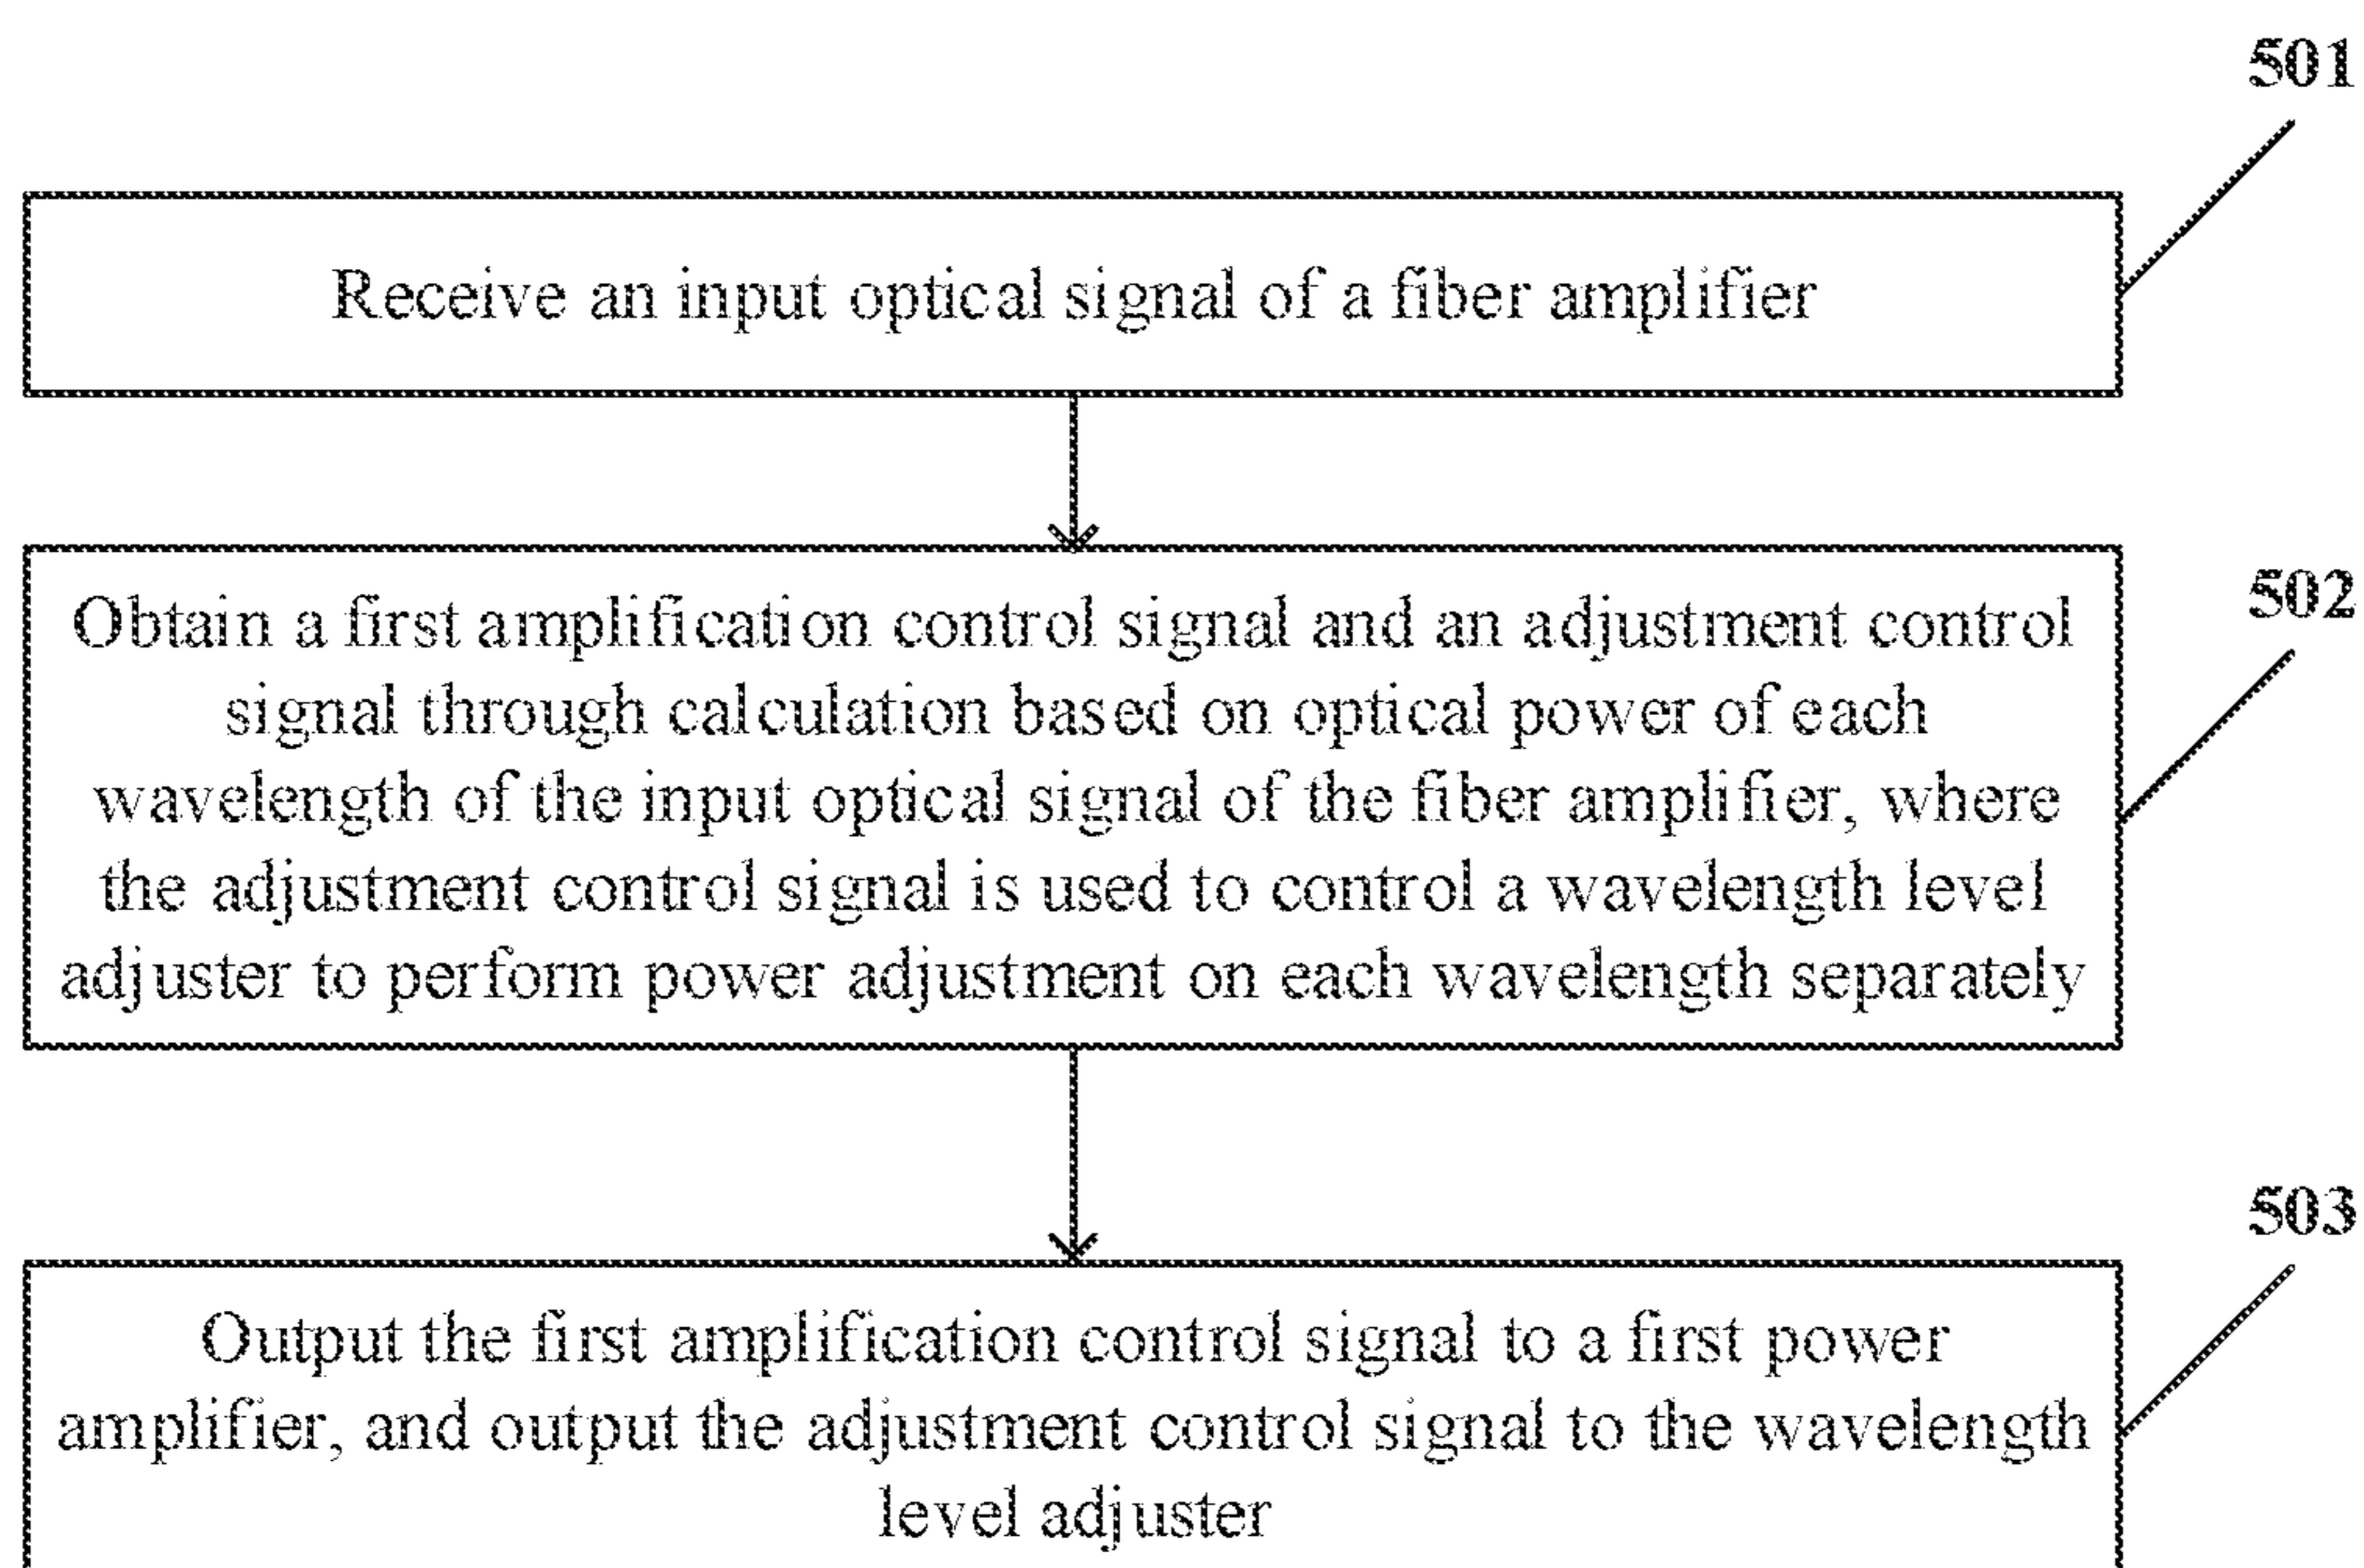 501
Receive an input optical signal of a fiber amplifier
502
Obtain a first amplification control signal and an adjustment control
signal through calculation based on optical power of each
wavelength of the input optical signal of the fiber amplifier, where
the adjustment control signal is used to control a wavelength level
adjuster to perform power adjustment on each wavelength separately
503
Output the first amplification control signal to a first power
amplifier, and output the adjustment control signal to the wavelength
level adjuster